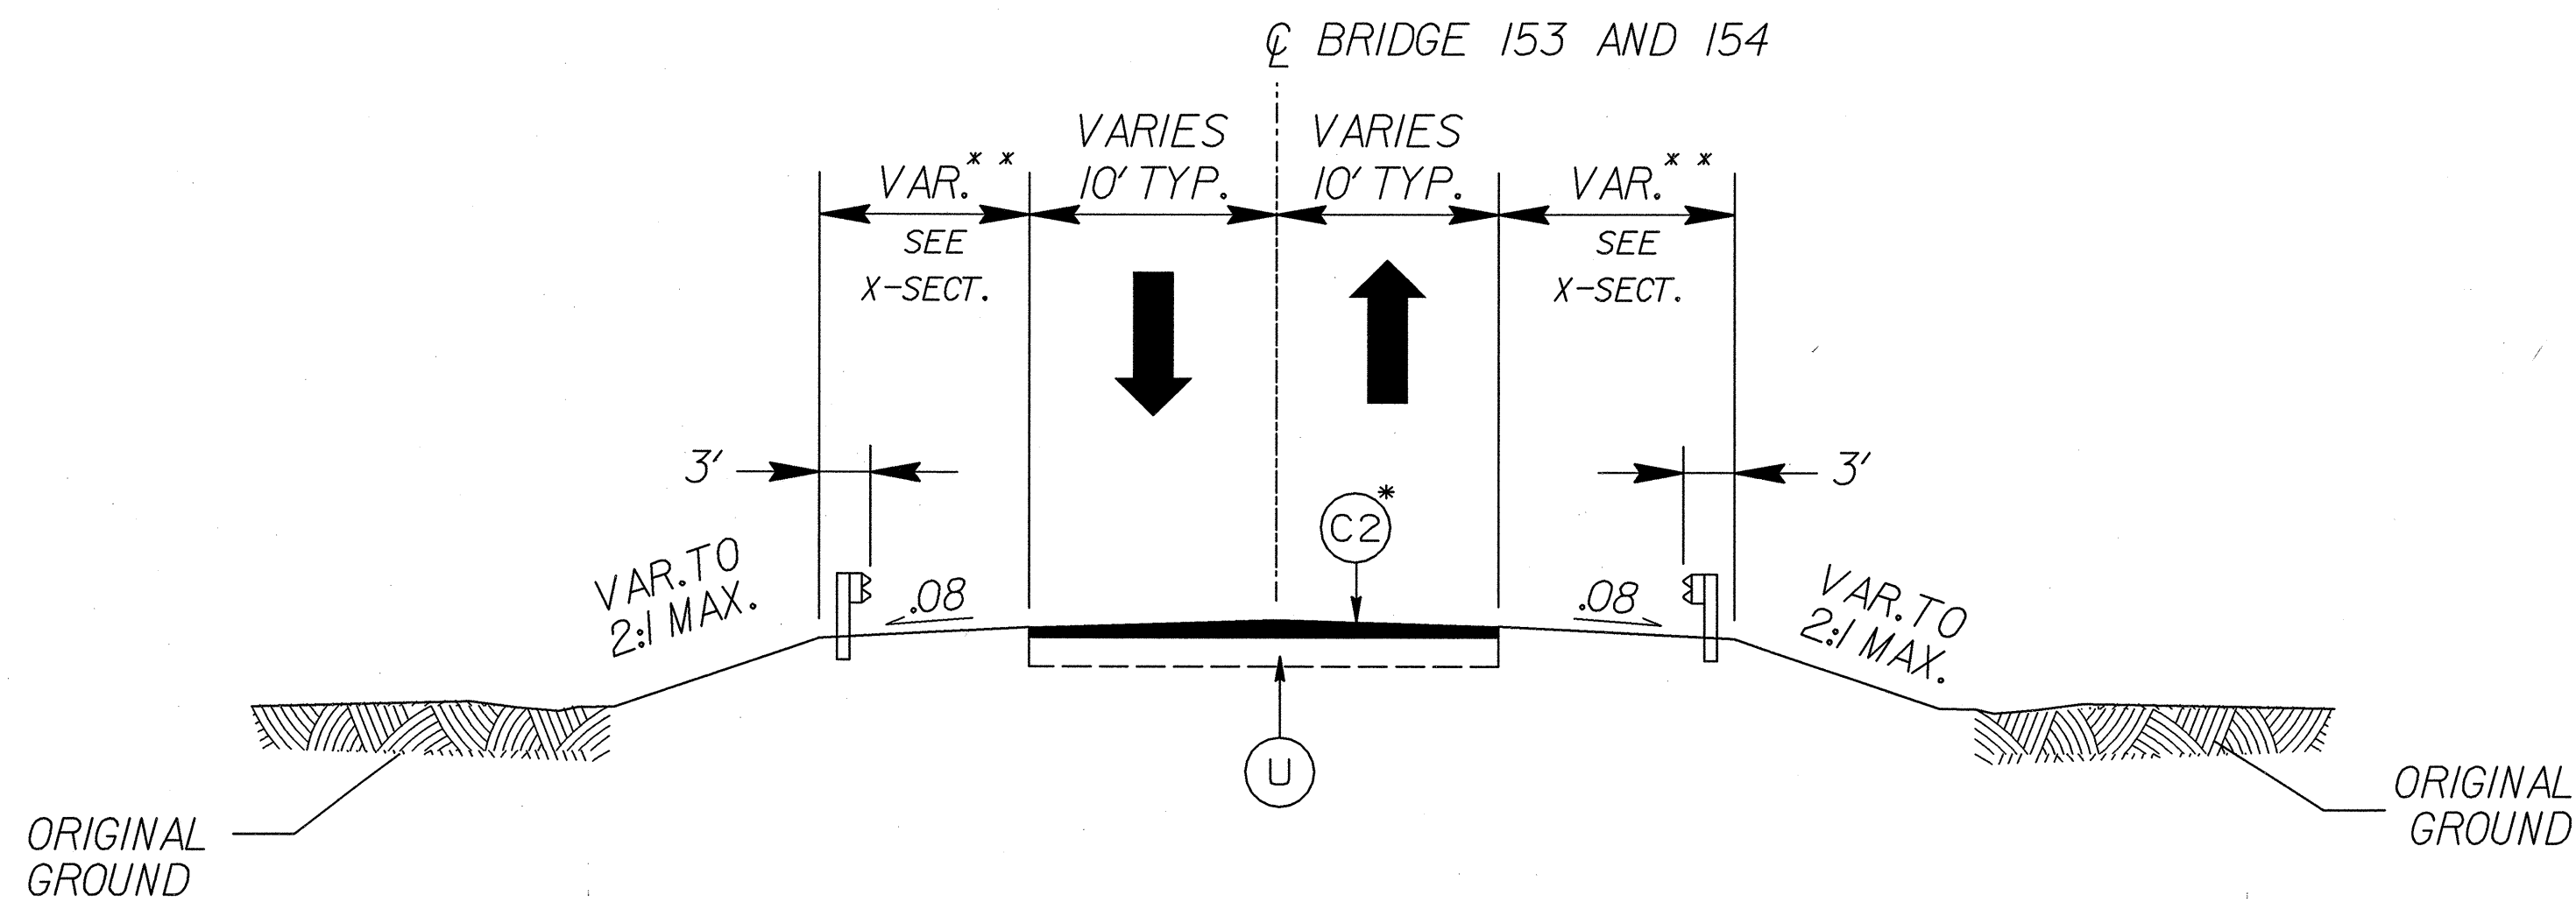 ℄ BRIDGE 153 AND 154
VARIES
10' TYP.
VARIES
10' TYP.
VAR.**
SEE
X-SECT.
VAR.**
SEE
X-SECT.
3'
3'
C2*
VAR. TO
2:1 MAX.
.08
.08
VAR. TO
2:1 MAX.
U
ORIGINAL
GROUND
ORIGINAL
GROUND